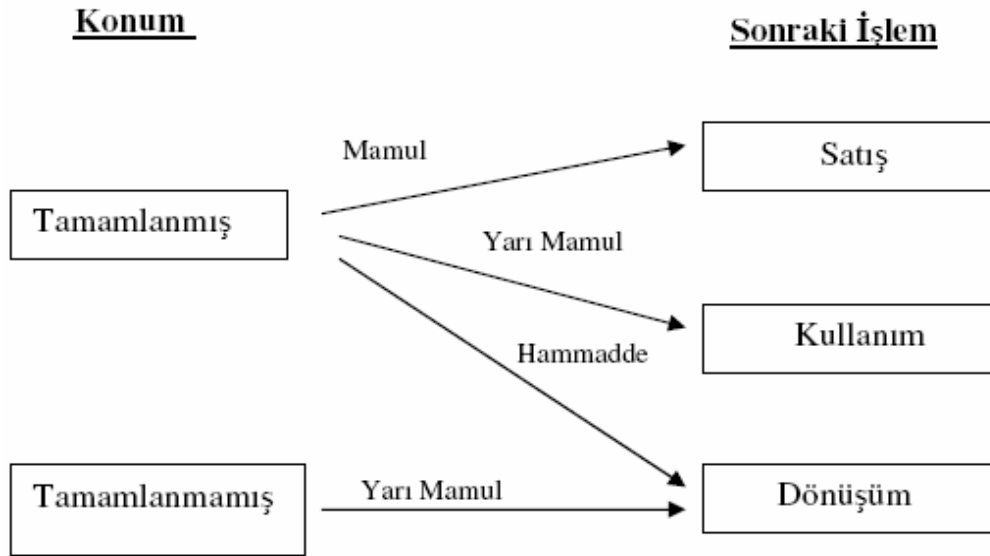 Konum
Sonraki İşlem
Mamul
Satış
Tamamlanmış
Yarı Mamul
Kullanım
Hammadde
Tamamlanmamış
Yarı Mamul
Dönüşüm